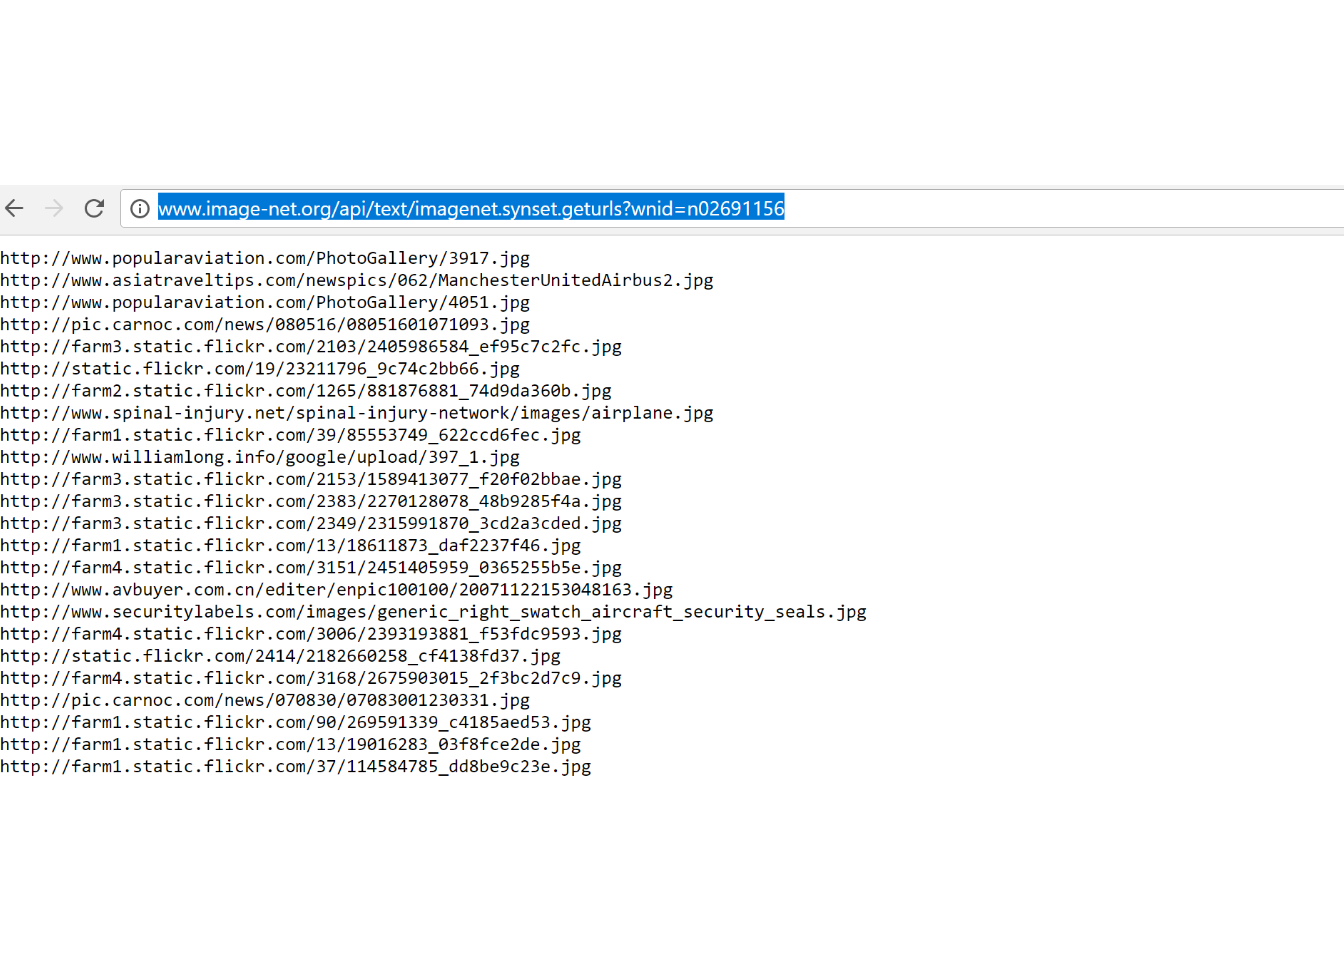 www.image-net.org/api/text/imagenet.synset.geturls?wnid=n02691156
http://www.popularaviation.com/PhotoGallery/3917.jpg
http://www.asiatraveltips.com/newspics/062/ManchesterUnitedAirbus2.jpg
http://www.popularaviation.com/PhotoGallery/4051.jpg
http://pic.carnoc.com/news/080516/08051601071093.jpg
http://farm3.static.flickr.com/2103/2405986584_ef95c7c2fc.jpg
http://static.flickr.com/19/23211796_9c74c2bb66.jpg
http://farm2.static.flickr.com/1265/881876881_74d9da360b.jpg
http://www.spinal-injury.net/spinal-injury-network/images/airplane.jpg
http://farm1.static.flickr.com/39/85553749_622ccd6fec.jpg
http://www.williamlong.info/google/upload/397_1.jpg
http://farm3.static.flickr.com/2153/1589413077_f20f02bbae.jpg
http://farm3.static.flickr.com/2383/2270128078_48b9285f4a.jpg
http://farm3.static.flickr.com/2349/2315991870_3cd2a3cded.jpg
http://farm1.static.flickr.com/13/18611873_daf2237f46.jpg
http://farm4.static.flickr.com/3151/2451405959_0365255b5e.jpg
http://www.avbuyer.com.cn/editer/enpic100100/20071122153048163.jpg
http://www.securitylabels.com/images/generic_right_swatch_aircraft_security_seals.jpg
http://farm4.static.flickr.com/3006/2393193881_f53fdc9593.jpg
http://static.flickr.com/2414/2182660258_cf4138fd37.jpg
http://farm4.static.flickr.com/3168/2675903015_2f3bc2d7c9.jpg
http://pic.carnoc.com/news/070830/07083001230331.jpg
http://farm1.static.flickr.com/90/269591339_c4185aed53.jpg
http://farm1.static.flickr.com/13/19016283_03f8fce2de.jpg
http://farm1.static.flickr.com/37/114584785_dd8be9c23e.jpg